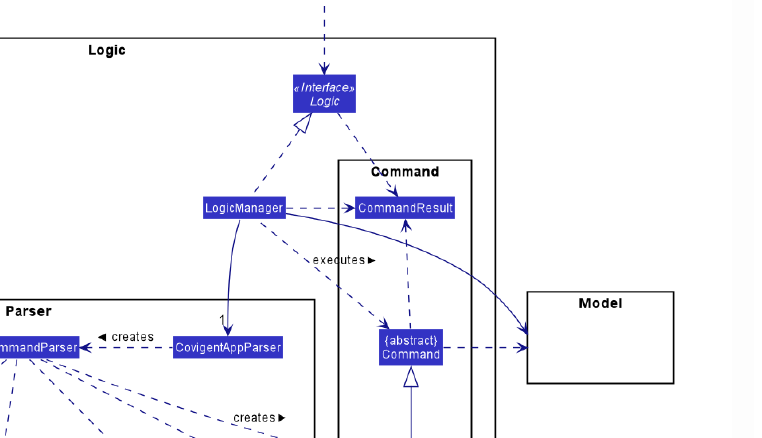 Logic
«Interface»
Logic
Command
LogicManager
CommandResult
executes ►
Model
Parser
1
◄ creates
mmandParser
CovigentAppParser
{abstract}
Command
creates ►